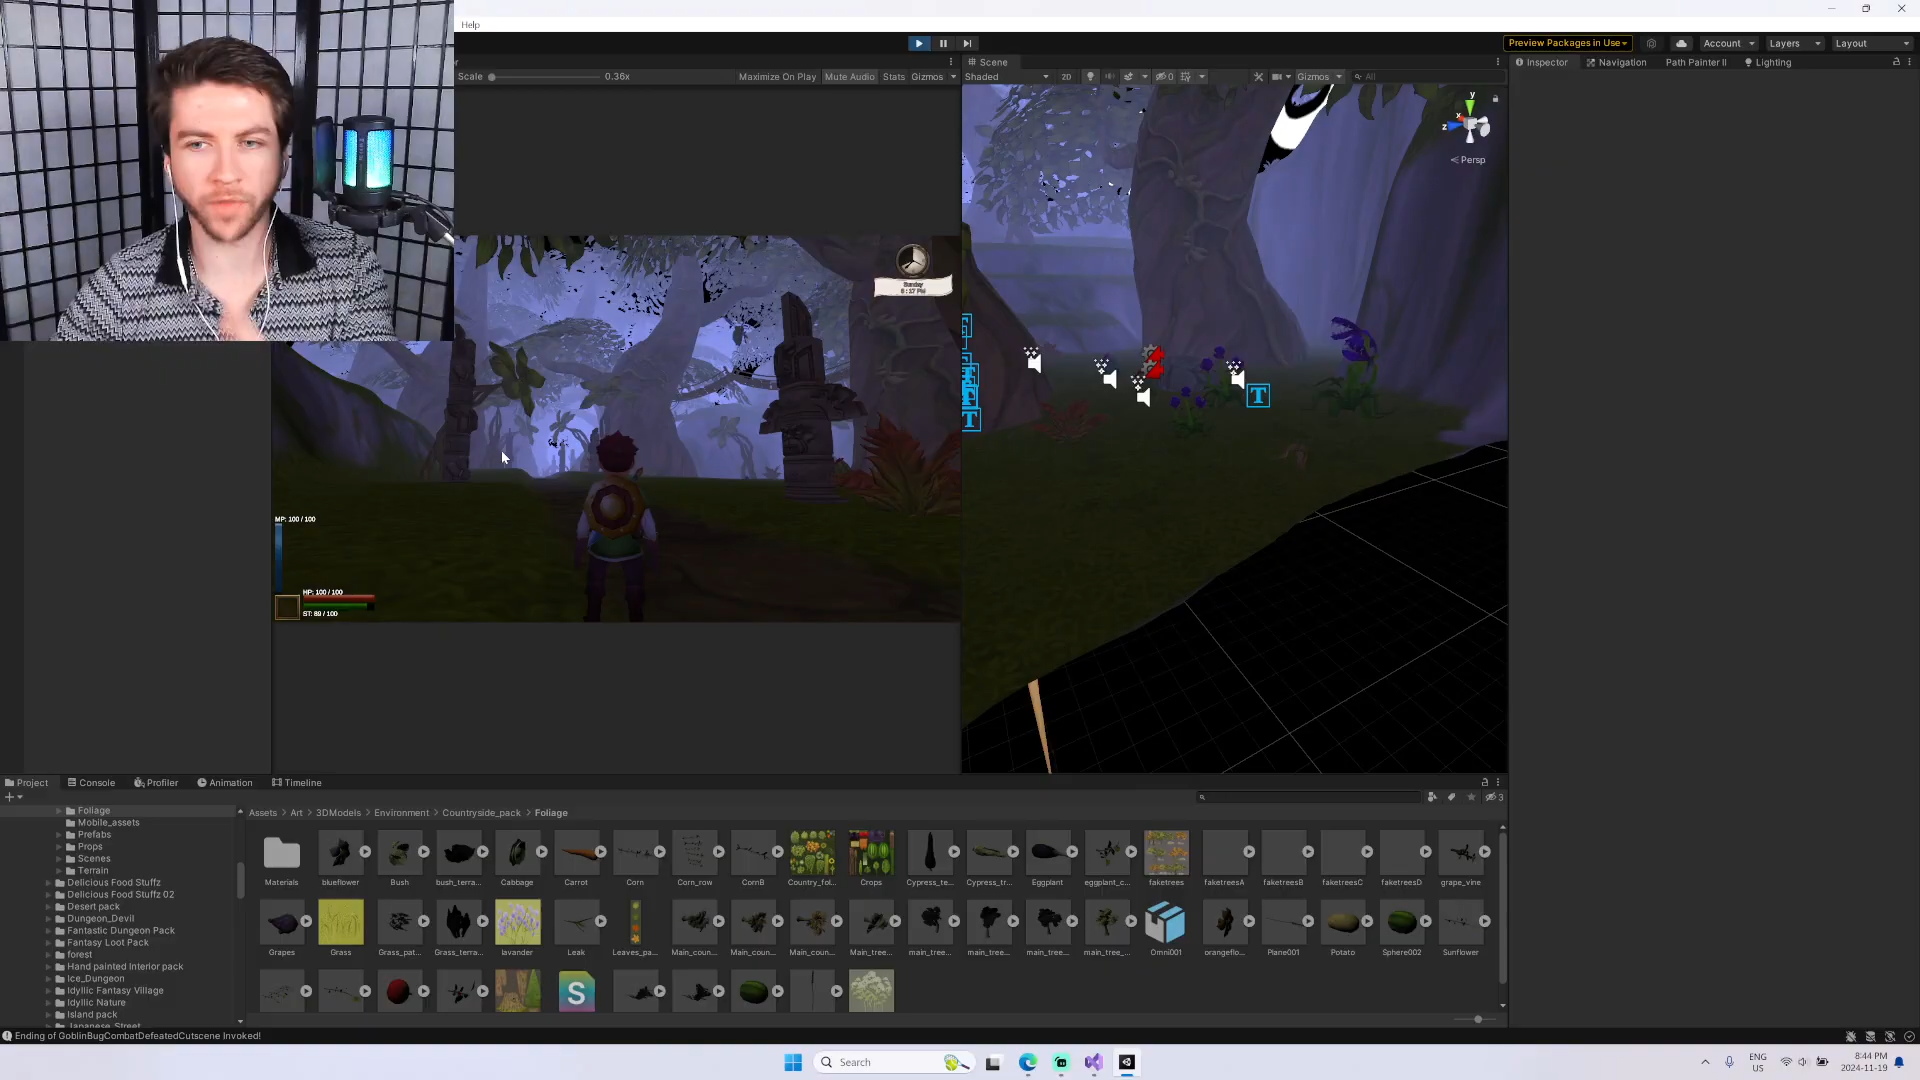 Help
Preview Packages in Use
Account
Layers
Layout
Scale
0.36x
Maximize On Play
Mute Audio
Stats
Gizmos
Scene
Shaded
2D
0
Gizmos
All
Inspector
Navigation
Path Painter II
Lighting
y
x
z
Persp
Sunday
MP: 100 / 100
HP: 100 / 100
ST: 89 / 100
T
T
T
Project
Console
Profiler
Animation
Timeline
3
Assets > Art > 3DModels > Environment > Countryside_pack > Foliage
Foliage
Mobile_assets
Prefabs
Props
Scenes
Terrain
Delicious Food Stuffz
Delicious Food Stuffz 02
Desert pack
Dungeon_Devil
Fantastic Dungeon Pack
Fantasy Loot Pack
forest
Hand painted Interior pack
Ice_Dungeon
Idyllic Fantasy Village
Idyllic Nature
Island pack
Japanese_Street
Materials
blueflower
Bush
bush_terra...
Cabbage
Carrot
Corn
Corn_row
CornB
Country_fol...
Crops
Cypress_te...
Cypress_tr...
Eggplant
eggplant_c...
faketrees
faketreesA
faketreesB
faketreesC
faketreesD
grape_vine
Grapes
Grass
Grass_pat...
Grass_terra...
lavander
Leak
Leaves_pa...
Main_coun...
Main_coun...
Main_coun...
Main_tree...
main_tree...
main_tree...
main_tree...
main_tree_...
Omni001
orangeflo...
Plane001
Potato
Sphere002
Sunflower
S
Ending of GoblinBugCombatDefeatedCutscene Invoked!
Search
ENG
US
8:44 PM
2024-11-19